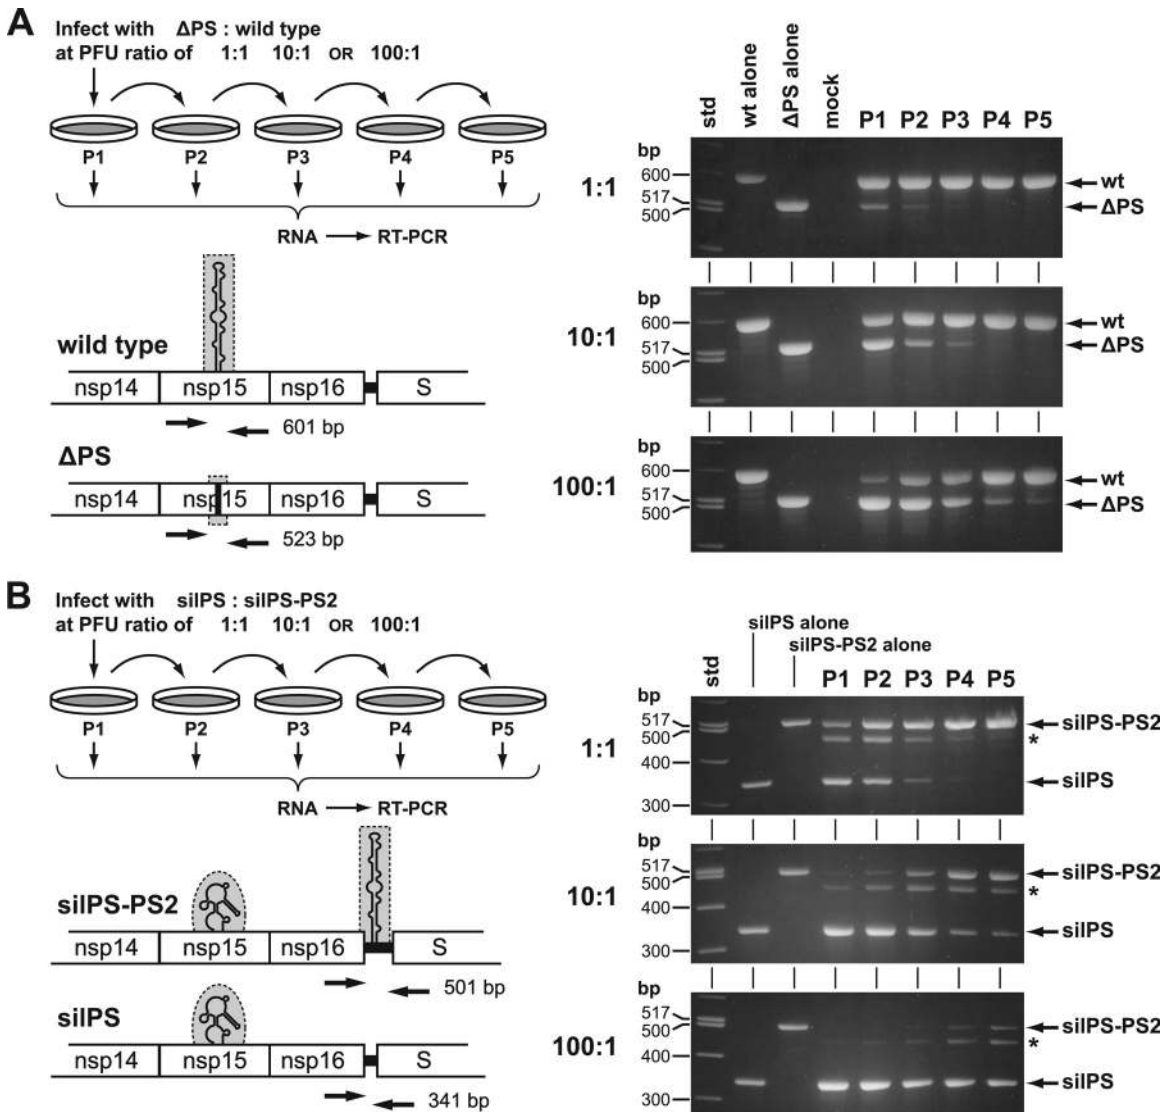 A
Infect with ΔPS : wild type
at PFU ratio of 1:1 10:1 OR 100:1
P1 P2 P3 P4 P5
RNA RT-PCR
wild type
nsp14 nsp15 nsp16 S
601 bp
ΔPS
nsp14 nsp15 nsp16 S
523 bp
std wt alone ΔPS alone mock P1 P2 P3 P4 P5
bp
1:1
600
517
500
wt
ΔPS
bp
10:1
600
517
500
wt
ΔPS
bp
100:1
600
517
500
wt
ΔPS
B
Infect with silPS : silPS-PS2
at PFU ratio of 1:1 10:1 OR 100:1
P1 P2 P3 P4 P5
RNA RT-PCR
silPS-PS2
nsp14 nsp15 nsp16 S
501 bp
silPS
nsp14 nsp15 nsp16 S
341 bp
silPS alone
silPS-PS2 alone
std P1 P2 P3 P4 P5
bp
1:1
517
500
400
300
silPS-PS2
*
silPS
bp
10:1
517
500
400
300
silPS-PS2
*
silPS
bp
100:1
517
500
400
300
silPS-PS2
*
silPS